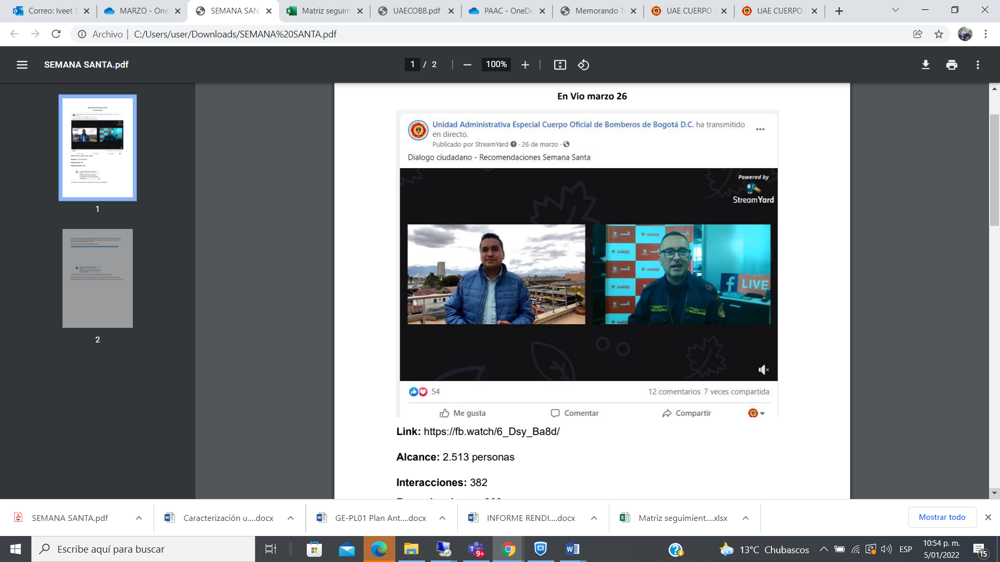 Correo: Iveet S
MARZO - One
SEMANA SAN
Matriz seguim
UAECOBB.pdf
PAAC - OneDr
Memorando T
UAE CUERPO
UAE CUERPO
Archivo
C:/Users/user/Downloads/SEMANA%20SANTA.pdf
SEMANA SANTA.pdf
1 / 2
100%
1
2
En Vio marzo 26
Unidad Administrativa Especial Cuerpo Oficial de Bomberos de Bogotá D.C. ha transmitido
en directo.
Publicado por StreamYard · 26 de marzo ·
Dialogo ciudadano - Recomendaciones Semana Santa
Powered by
StreamYard
LIVE
54
12 comentarios 7 veces compartida
Me gusta
Comentar
Compartir
Link: https://fb.watch/6_Dsy_Ba8d/
Alcance: 2.513 personas
Interacciones: 382
SEMANA SANTA.pdf
Caracterización u....docx
GE-PL01 Plan Ant....docx
INFORME RENDI....docx
Matriz seguimient....xlsx
Mostrar todo
Escribe aquí para buscar
9+
13°C Chubascos
ESP
10:54 p. m.
5/01/2022
15